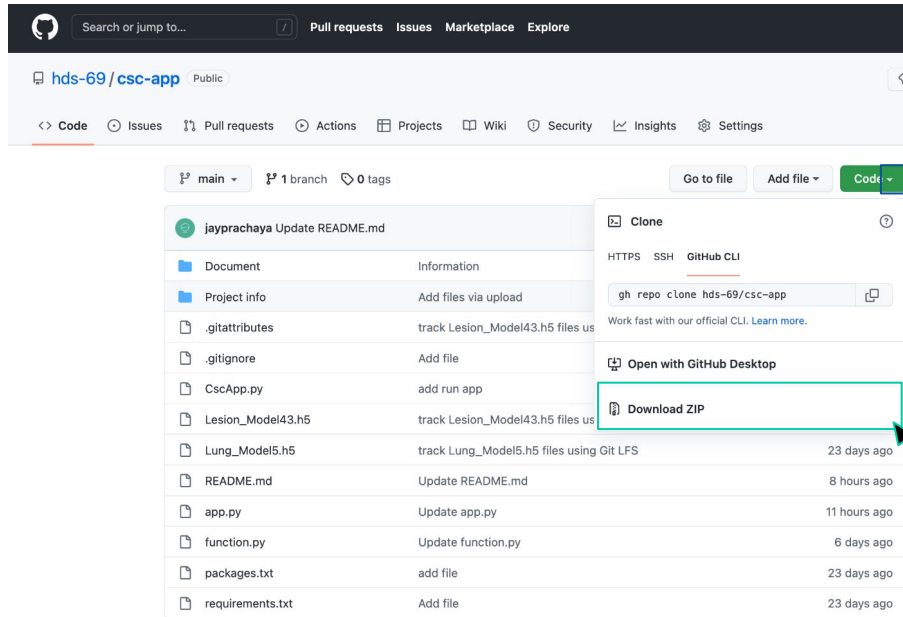 Search or jump to... / Pull requests Issues Marketplace Explore
hds-69 / csc-app Public
<> Code Issues Pull requests Actions Projects Wiki Security Insights Settings
main 1 branch 0 tags Go to file Add file Code
jayprachaya Update README.md
Clone
HTTPS SSH GitHub CLI
gh repo clone hds-69/csc-app
Work fast with our official CLI. Learn more.
Open with GitHub Desktop
Download ZIP
Document Information
Project info Add files via upload
.gitattributes track Lesion_Model43.h5 files us
.gitignore Add file
CscApp.py add run app
Lesion_Model43.h5 track Lesion_Model43.h5 files us
Lung_Model5.h5 track Lung_Model5.h5 files using Git LFS 23 days ago
README.md Update README.md 8 hours ago
app.py Update app.py 11 hours ago
function.py Update function.py 6 days ago
packages.txt add file 23 days ago
requirements.txt Add file 23 days ago